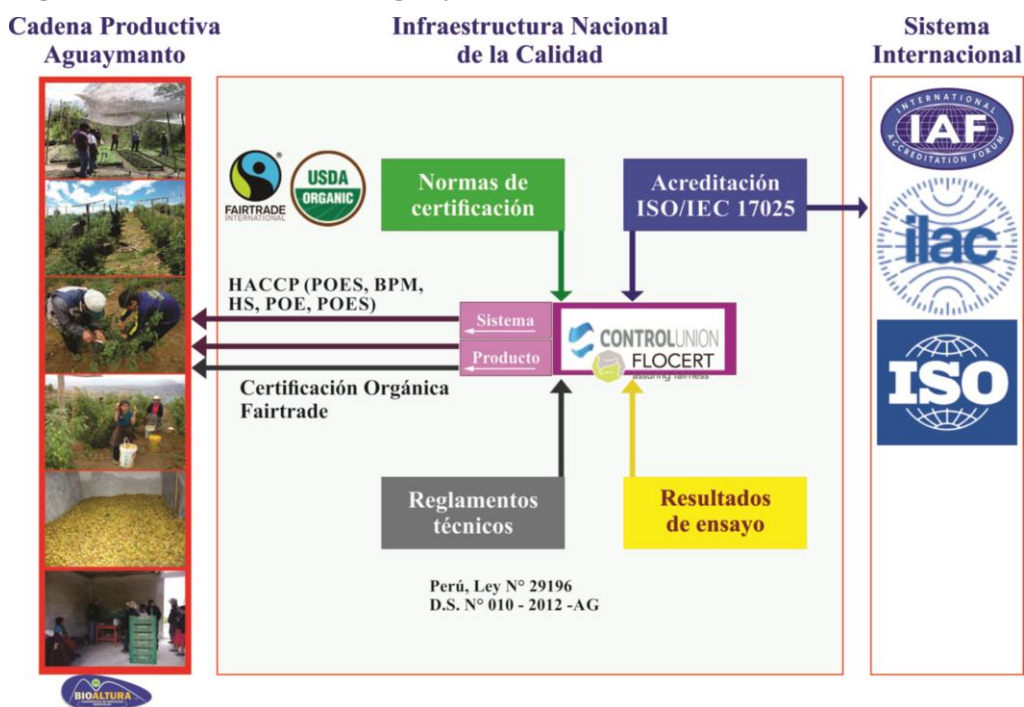 Cadena Productiva
Aguaymanto
Infraestructura Nacional
de la Calidad
Sistema
Internacional
FAIRTRADE
INTERNATIONAL
USDA
ORGANIC
Normas de
certificación
Acreditación
ISO/IEC 17025
INTERNATIONAL
IAF
ACCREDITATION FORUM
ilac
ISO
HACCP (POES, BPM,
HS, POE, POES)
Sistema
Producto
CONTROLUNION
FLOCERT
assuring fairness
Certificación Orgánica
Fairtrade
Reglamentos
técnicos
Resultados
de ensayo
Perú, Ley N° 29196
D.S. N° 010 - 2012 -AG
BIOALTURA